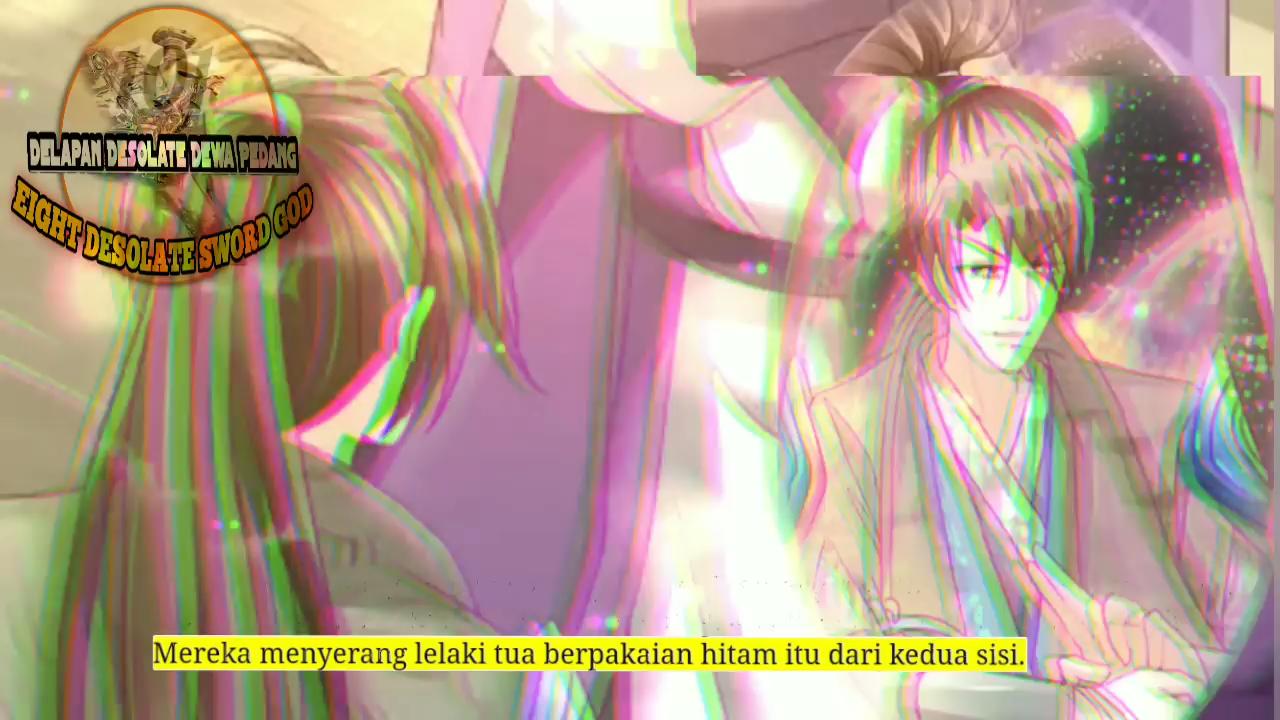 DELAPAN DESOLATE DEWA PEDANG
EIGHT DESOLATE SWORD GOD
Mereka menyerang lelaki tua berpakaian hitam itu dari kedua sisi.